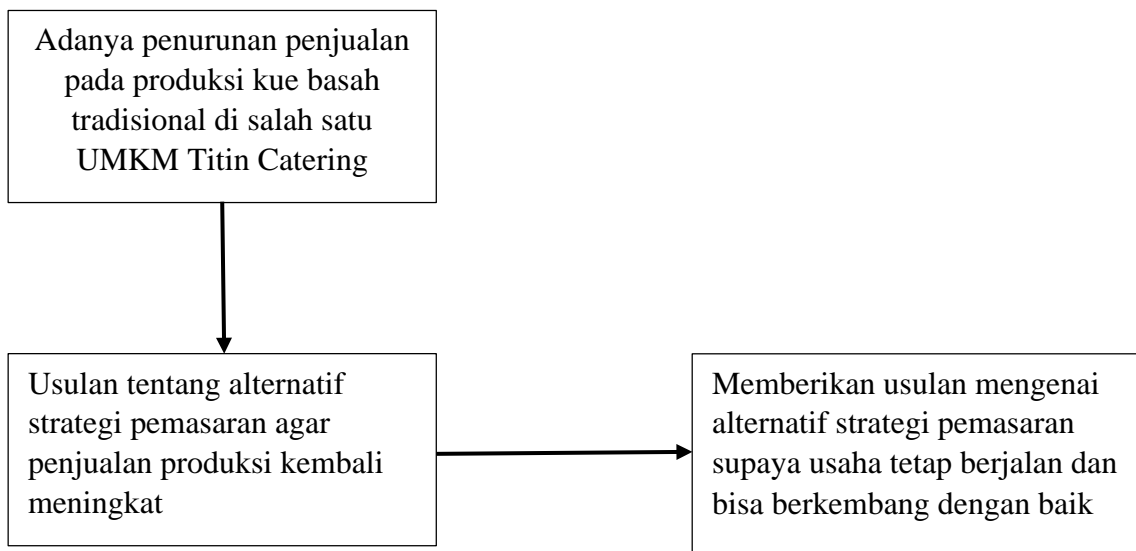 Adanya penurunan penjualan
pada produksi kue basah
tradisional di salah satu
UMKM Titin Catering
Usulan tentang alternatif
strategi pemasaran agar
penjualan produksi kembali
meningkat
Memberikan usulan mengenai
alternatif strategi pemasaran
supaya usaha tetap berjalan dan
bisa berkembang dengan baik